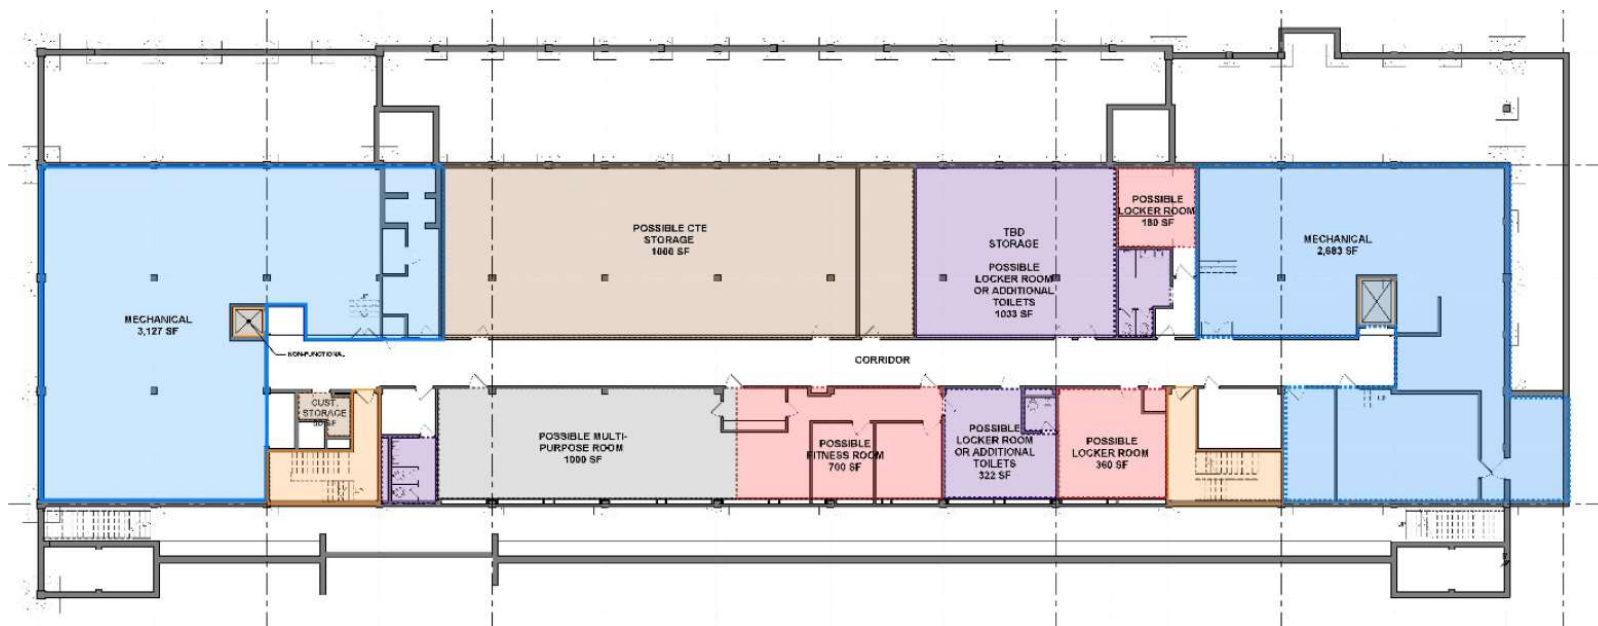 POSSIBLE CTE
STORAGE
1000 SF
TBD
STORAGE
POSSIBLE
LOCKER ROOM
OR ADDITIONAL
TOILETS
1033 SF
POSSIBLE
LOCKER ROOM
180 SF
MECHANICAL
2,683 SF
MECHANICAL
3,127 SF
NON-FUNCTIONAL
CORRIDOR
CUST.
STORAGE
POSSIBLE MULTI-
PURPOSE ROOM
1000 SF
POSSIBLE
FITNESS ROOM
700 SF
POSSIBLE
LOCKER ROOM
OR ADDITIONAL
TOILETS
322 SF
POSSIBLE
LOCKER ROOM
360 SF